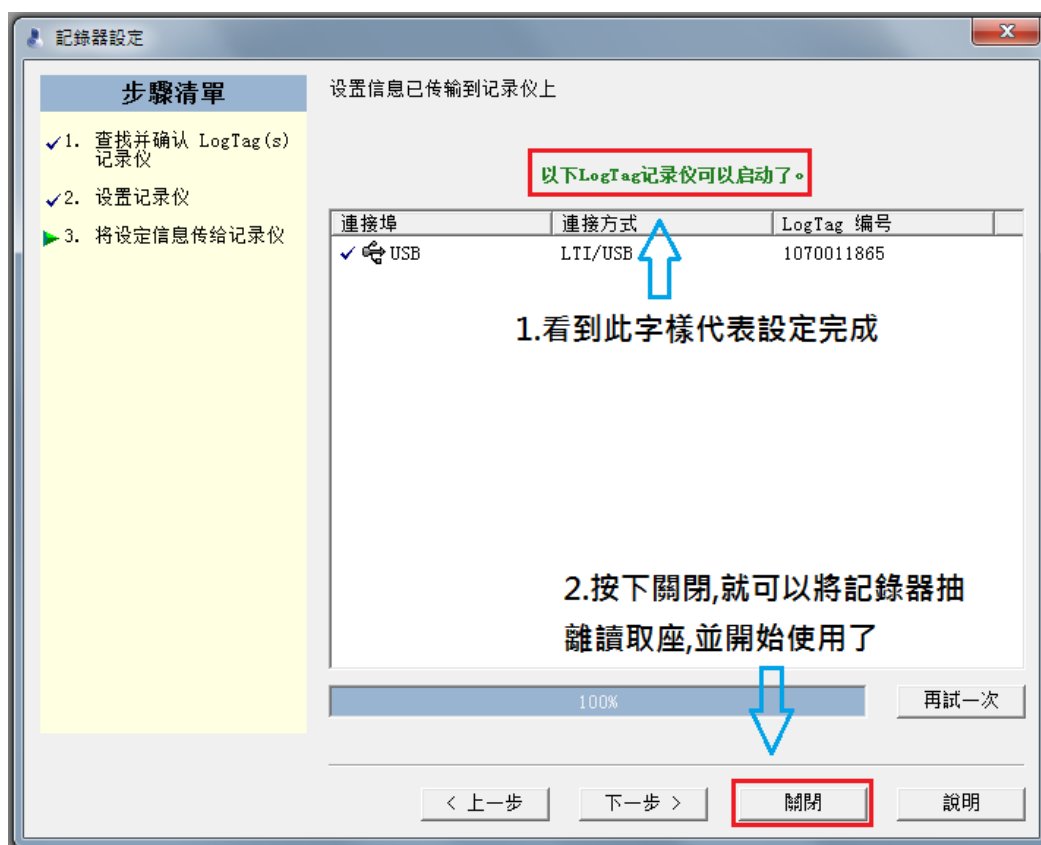 記錄器設定
步驟清單
✓1. 查找并确认 LogTag(s)
记录仪
✓2. 设置记录仪
▶3. 将设定信息传给记录仪
设置信息已传输到记录仪上
以下LogTag记录仪可以启动了。
連接埠 連接方式 LogTag 编号
✓ USB LTI/USB 1070011865
1.看到此字樣代表設定完成
2.按下關閉,就可以將記錄器抽
離讀取座,並開始使用了
100% 再試一次
< 上一步 下一步 > 關閉 說明